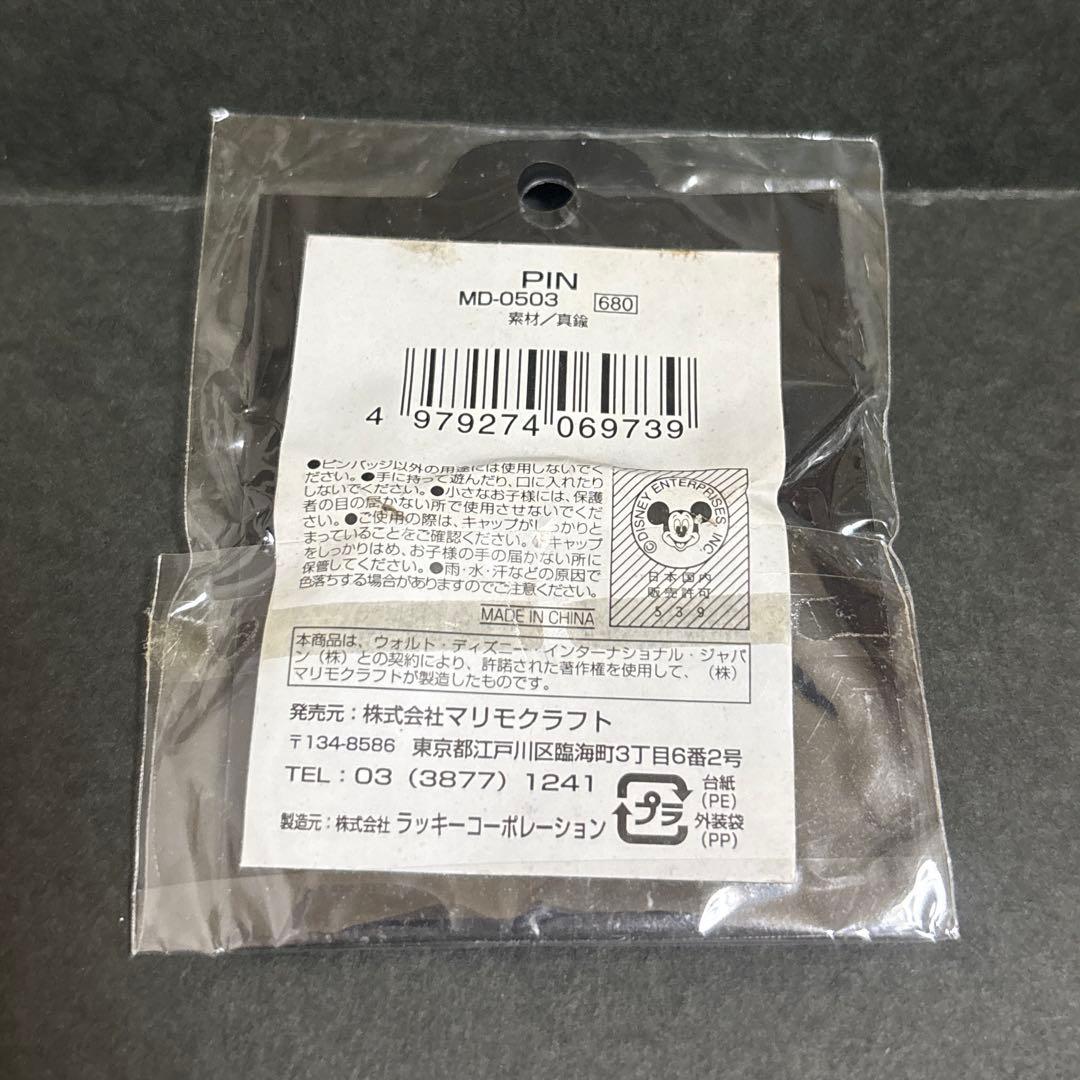 PIN
MD-0503 680
素材/真鍮
4 979274 069739
●ピンバッジ以外の用途には使用しないでく
ださい。●手に持って遊んだり、口に入れたり
しないでください。●小さなお子様には、保護
者の目の届かない所で使用させないでくだ
さい。●ご使用の際は、キャップがしっかりと
まっていることをご確認ください。●キャップ
をしっかりはめ、お子様の手の届かない所に
保管してください。●雨・水・汗などの原因で
色落ちする場合がありますのでご注意ください。
©DISNEY ENTERPRISES, INC.
日本国内
販売許可
539
MADE IN CHINA
本商品は、ウォルト・ディズニー・インターナショナル・ジャパ
ン(株)との契約により、許諾された著作権を使用して、(株)
マリモクラフトが製造したものです。
発売元:株式会社マリモクラフト
〒134-8586 東京都江戸川区臨海町3丁目6番2号
TEL:03(3877)1241
製造元:株式会社 ラッキーコーポレーション
プラ
台紙
(PE)
外装袋
(PP)